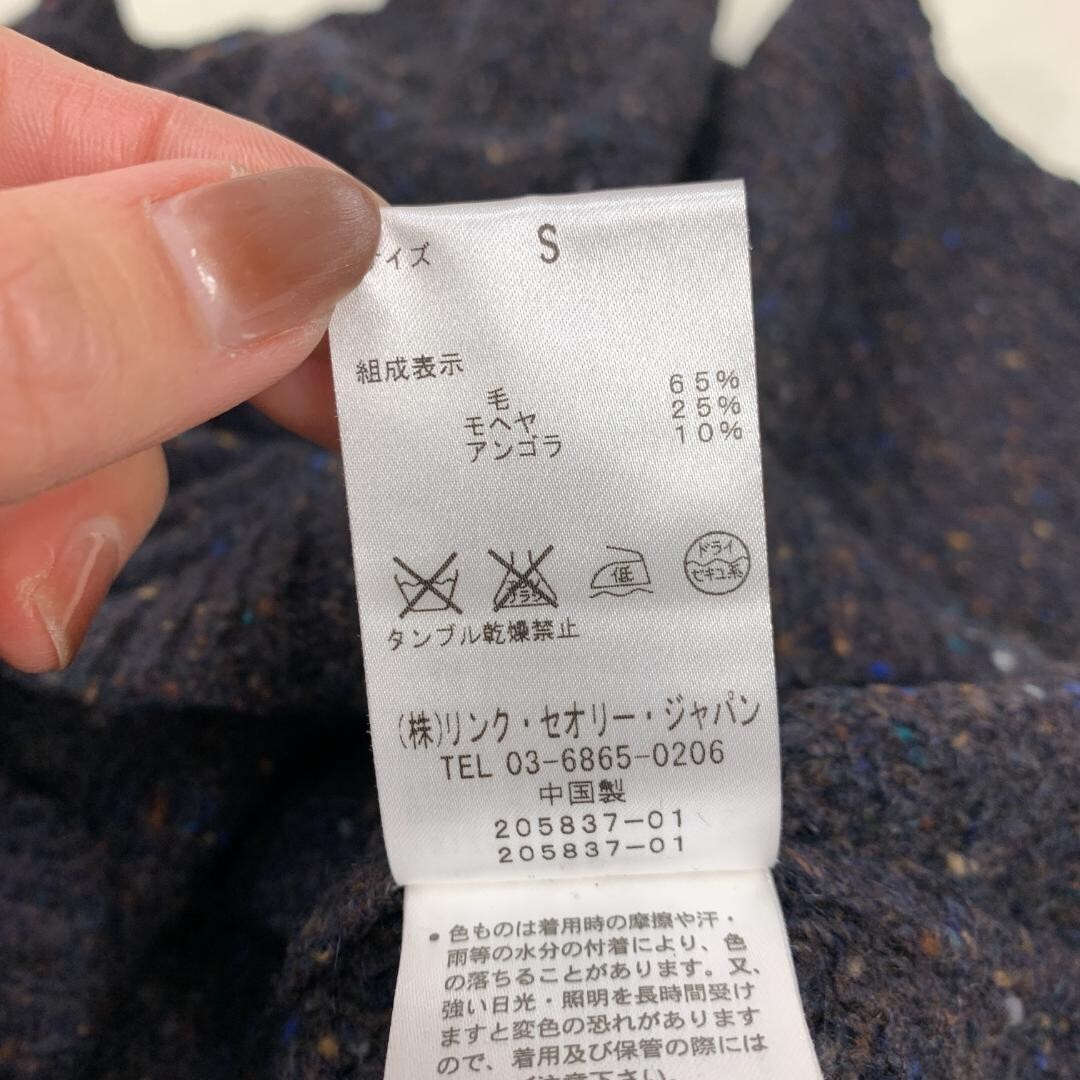 イズ S
組成表示
毛 65%
モヘヤ 25%
アンゴラ 10%
低
ドライ
セキユ系
タンブル乾燥禁止
(株)リンク・セオリー・ジャパン
TEL 03-6865-0206
中国製
205837-01
205837-01
・色ものは着用時の摩擦や汗・
雨等の水分の付着により、色
の落ちることがあります。又、
強い日光・照明を長時間受け
ますと変色の恐れがあります
ので、着用及び保管の際には
注意下さい。